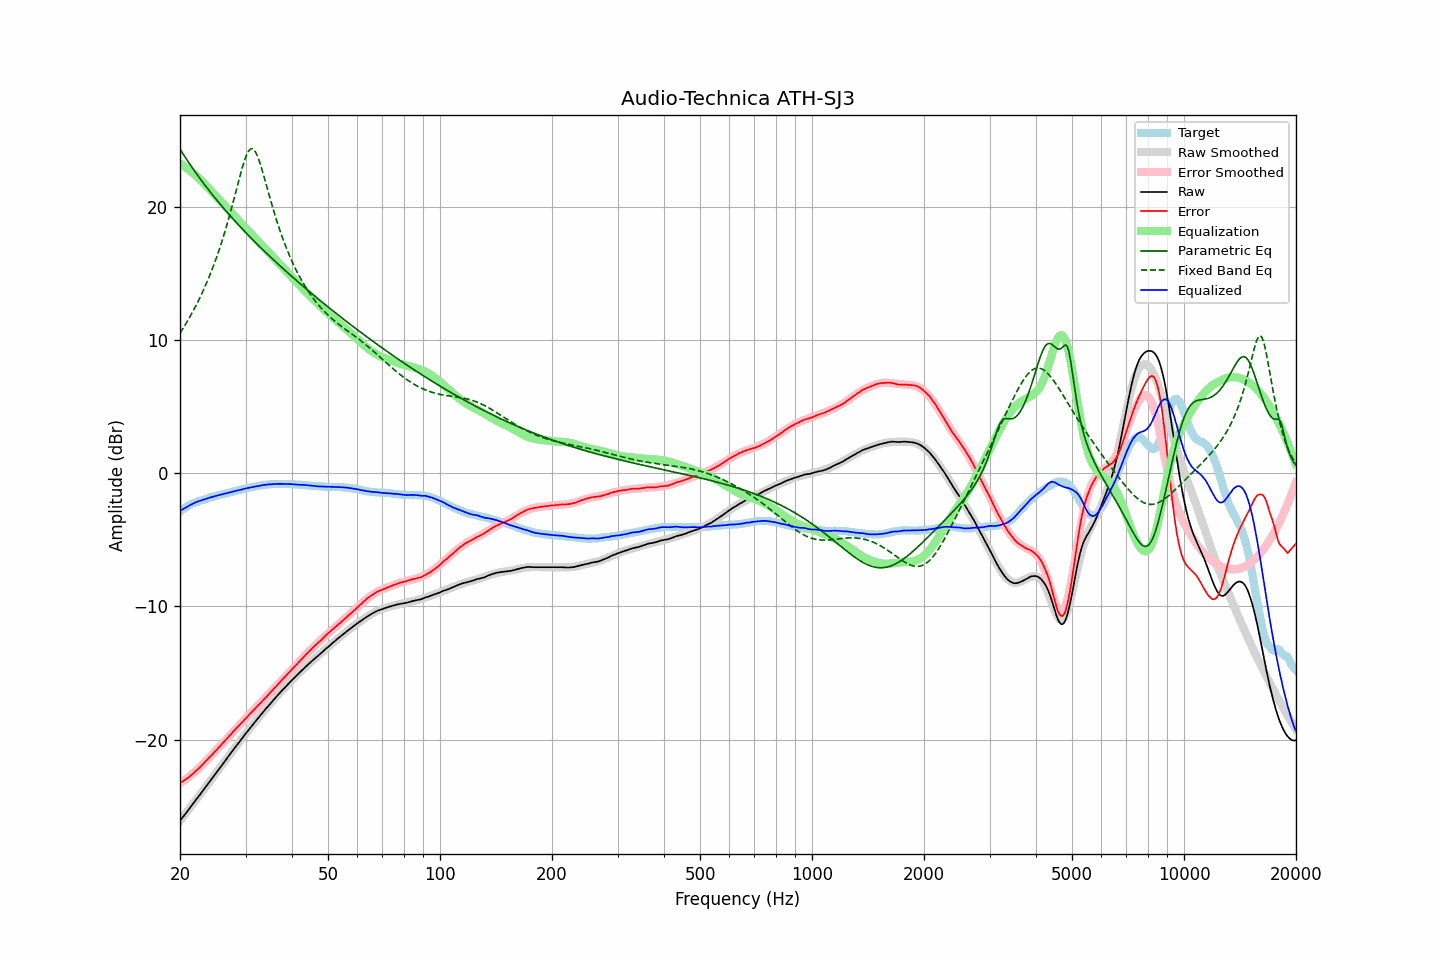 Audio-Technica ATH-SJ3
Target
Raw Smoothed
Error Smoothed
Raw
Error
Equalization
Parametric Eq
Fixed Band Eq
Equalized
20
10
0
−10
−20
Amplitude (dBr)
20 50 100 200 500 1000 2000 5000 10000 20000
Frequency (Hz)